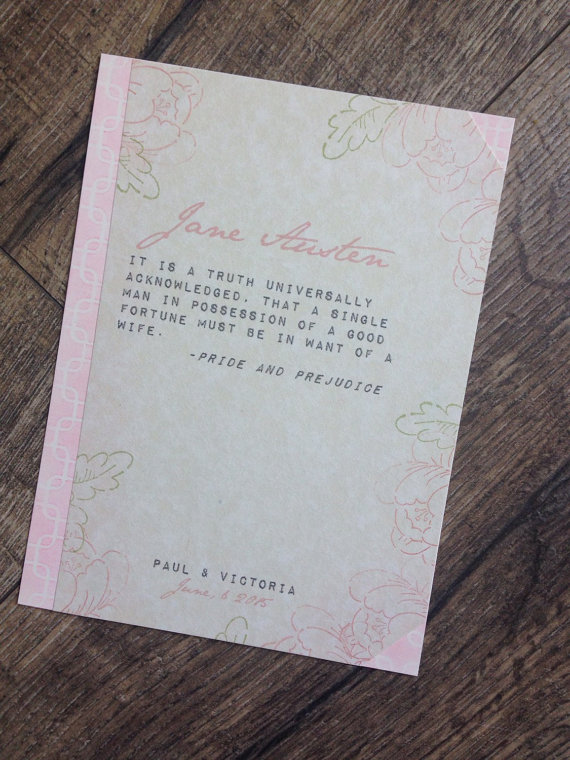 Jane Austen
IT IS A TRUTH UNIVERSALLY
ACKNOWLEDGED, THAT A SINGLE
MAN IN POSSESSION OF A GOOD
FORTUNE MUST BE IN WANT OF A
WIFE.
-PRIDE AND PREJUDICE
PAUL & VICTORIA
June, 6 2015